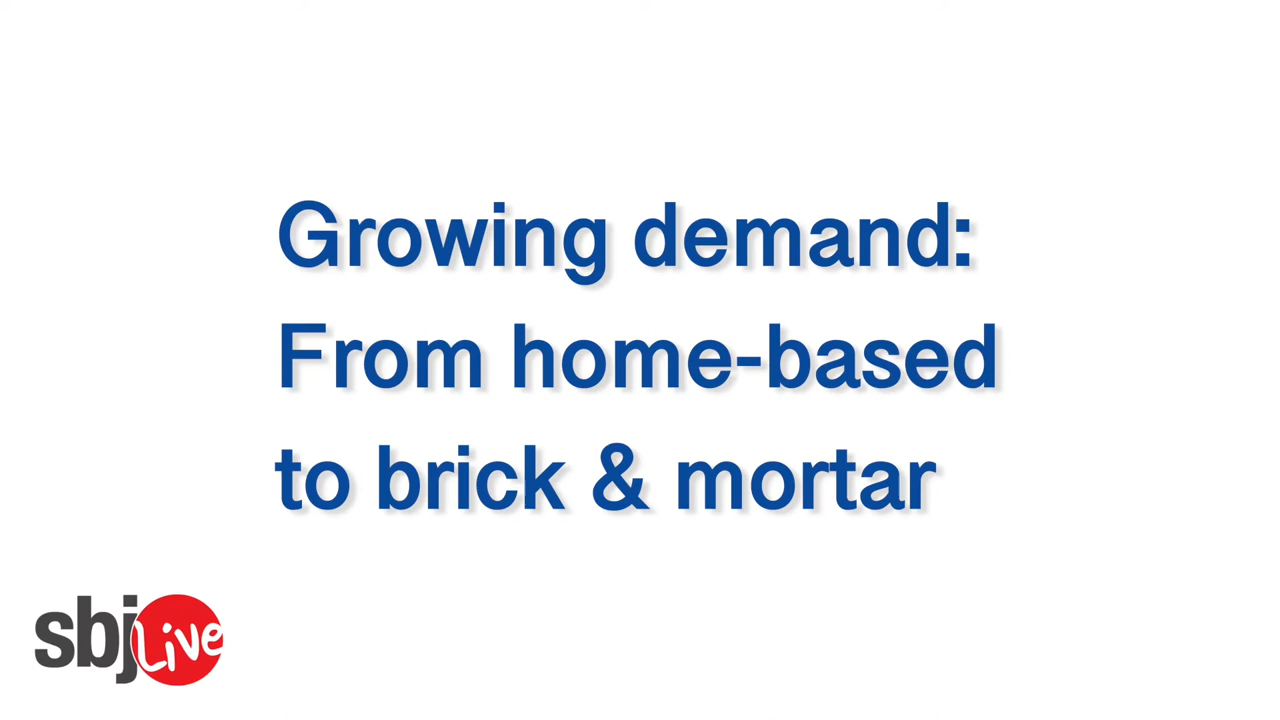 Growing demand:
From home-based
to brick & mortar
sbj Live